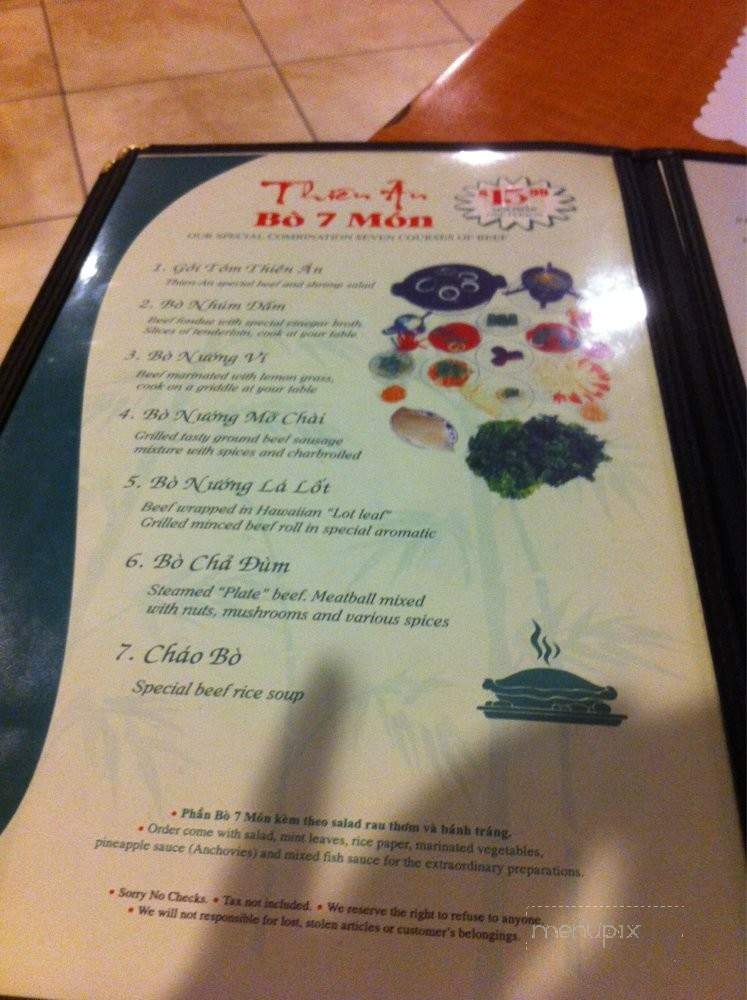 Thiên Ân
Bò 7 Món
$15.99
OUR SPECIAL COMBINATION SEVEN COURSES OF BEEF
1. Gỏi Tôm Thiên Ân
Thien An special beef and shrimp salad
2. Bò Nhúm Dấm
Beef fondue with special vinegar broth
Slices of tenderloin, cook at your table
3. Bò Nướng Vĩ
Beef marinated with lemon grass,
cook on a griddle at your table
4. Bò Nướng Mỡ Chài
Grilled tasty ground beef sausage
mixture with spices and charbroiled
5. Bò Nướng Lá Lốt
Beef wrapped in Hawaiian "Lot leaf"
Grilled minced beef roll in special aromatic
6. Bò Chả Đùm
Steamed "Plate" beef. Meatball mixed
with nuts, mushrooms and various spices
7. Cháo Bò
Special beef rice soup
• Phần Bò 7 Món kèm theo salad rau thơm và bánh tráng.
• Order come with salad, mint leaves, rice paper, marinated vegetables,
pineapple sauce (Anchovies) and mixed fish sauce for the extraordinary preparations.
• Sorry No Checks. • Tax not included. • We reserve the right to refuse to anyone.
• We will not responsible for lost, stolen articles or customer's belongings.
menupix